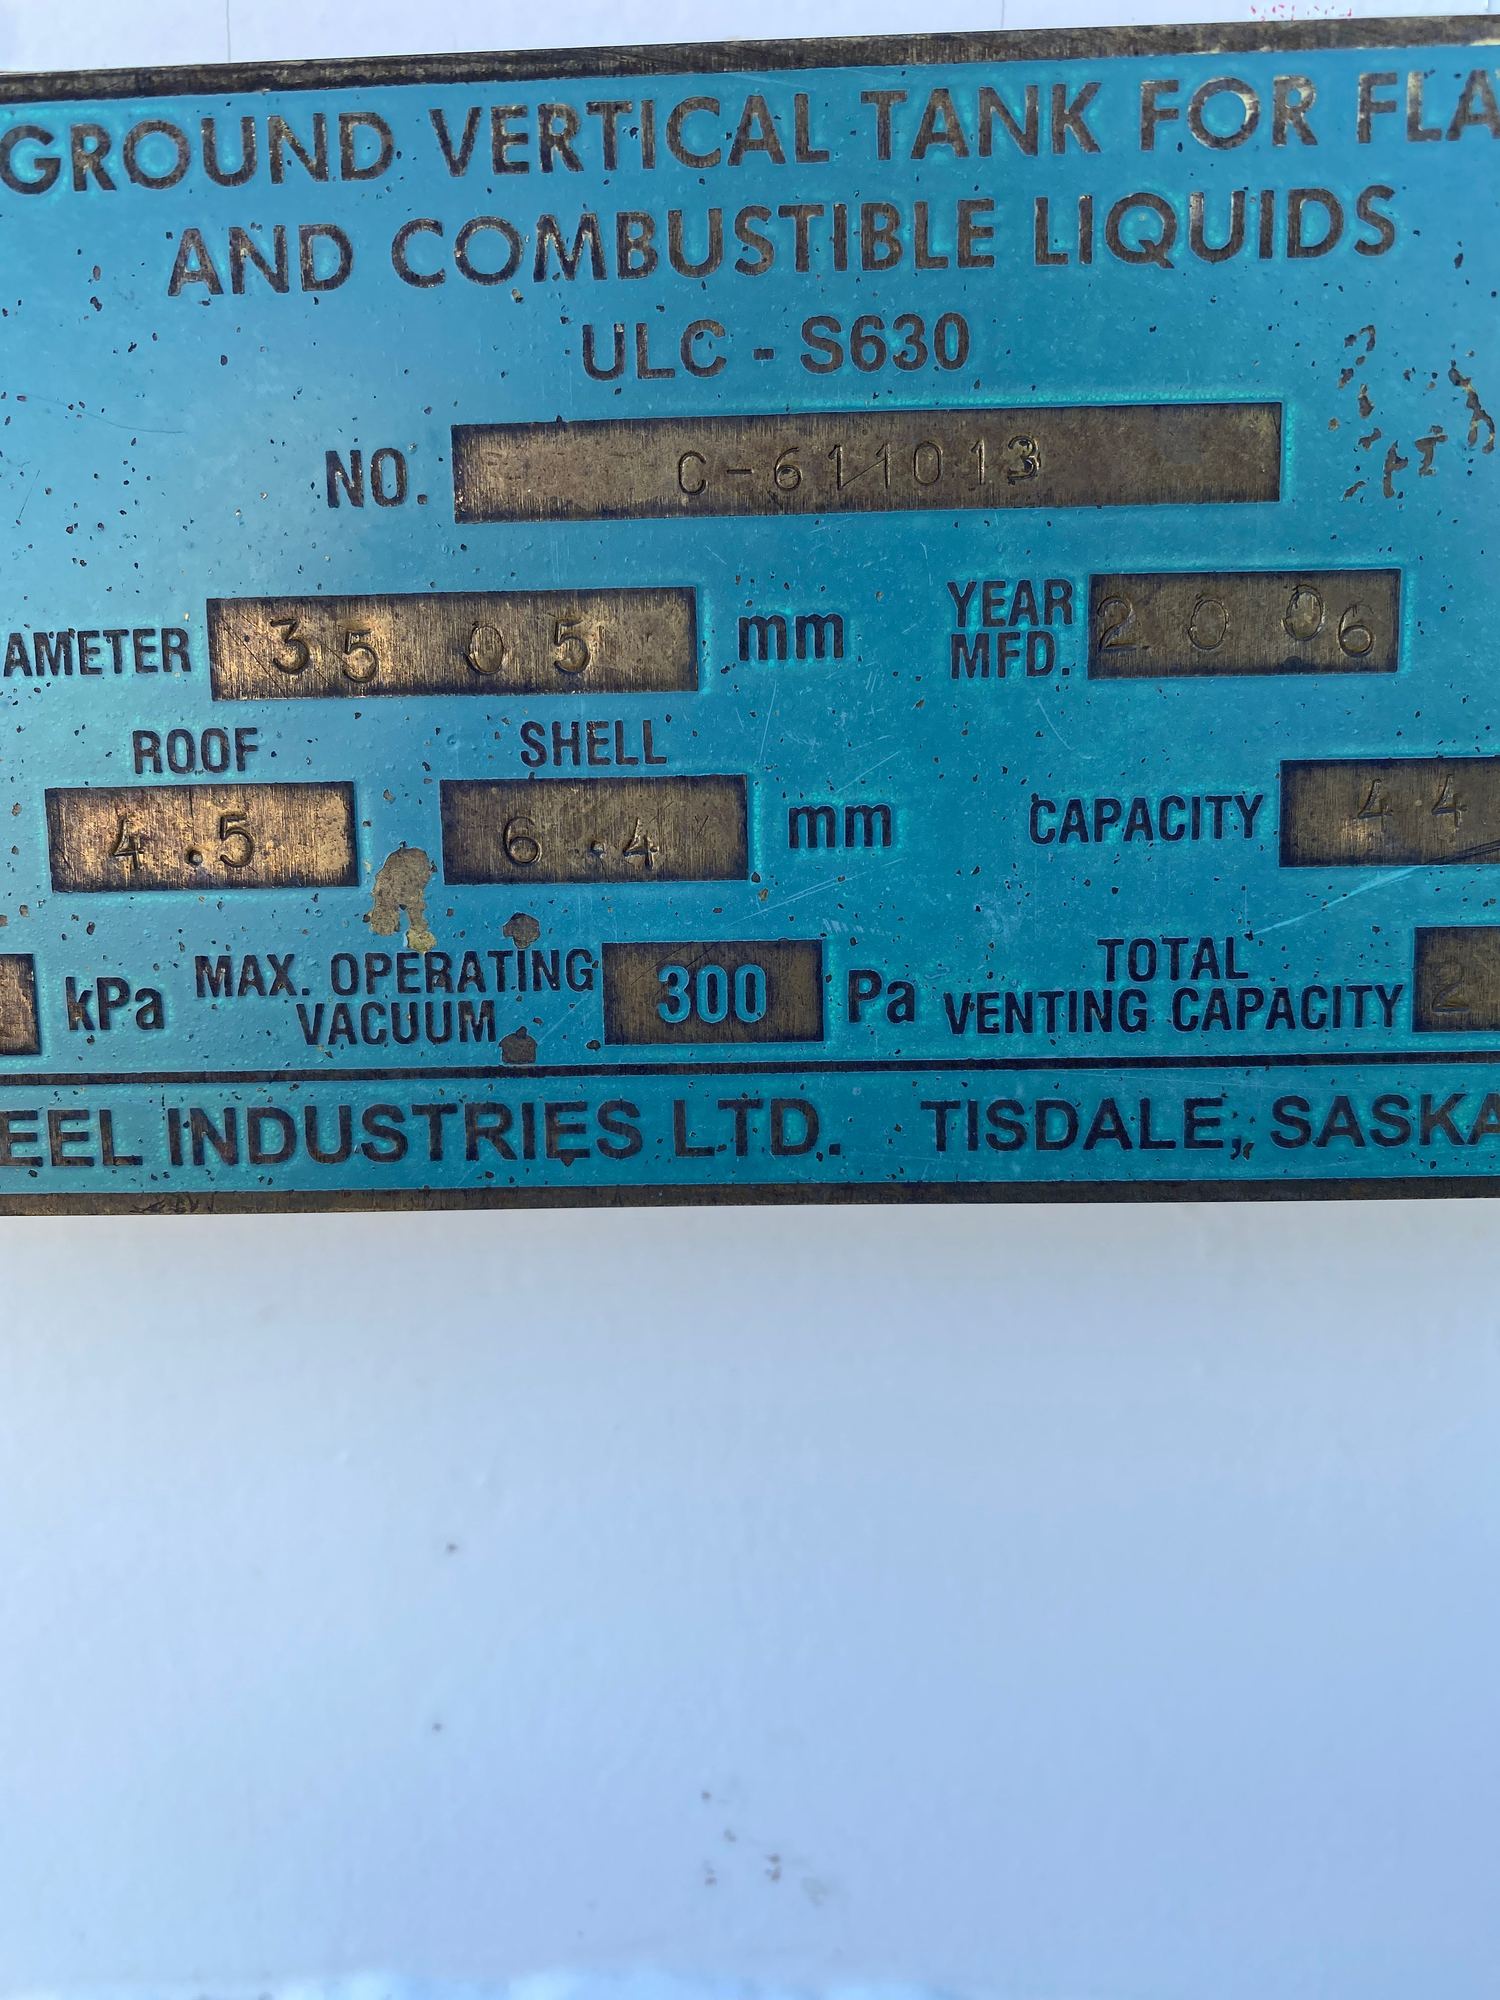 GROUND VERTICAL TANK FOR FLA
AND COMBUSTIBLE LIQUIDS
ULC - S630
NO. C-611013
AMETER 3505 mm YEAR MFD. 2006
ROOF SHELL
4.5 6.4 mm CAPACITY 44
kPa MAX. OPERATING VACUUM 300 Pa TOTAL VENTING CAPACITY 2
EEL INDUSTRIES LTD. TISDALE, SASKA